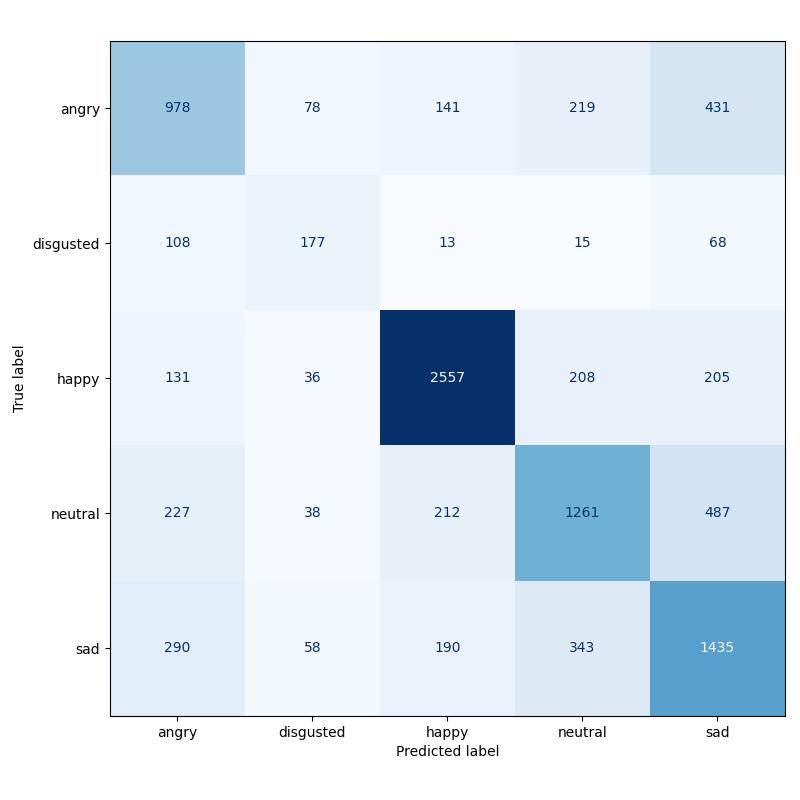 angry 978 78 141 219 431
disgusted 108 177 13 15 68
happy 131 36 2557 208 205
neutral 227 38 212 1261 487
sad 290 58 190 343 1435
angry disgusted happy neutral sad
Predicted label
True label